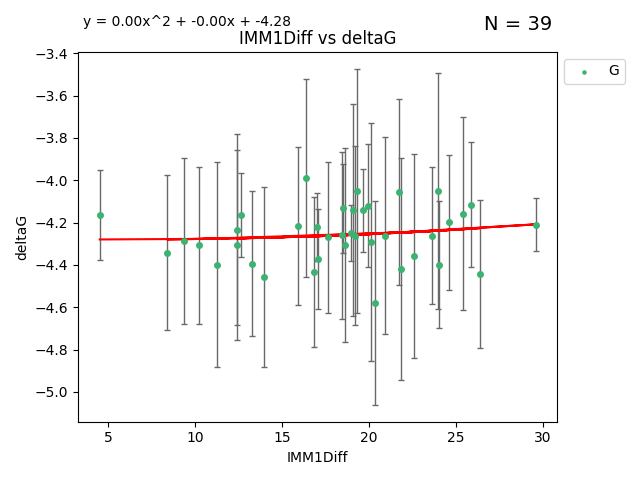 y = 0.00x^2 + -0.00x + -4.28
N = 39
IMM1Diff vs deltaG
G
−3.4
−3.6
−3.8
−4.0
−4.2
−4.4
−4.6
−4.8
−5.0
deltaG
5 10 15 20 25 30
IMM1Diff